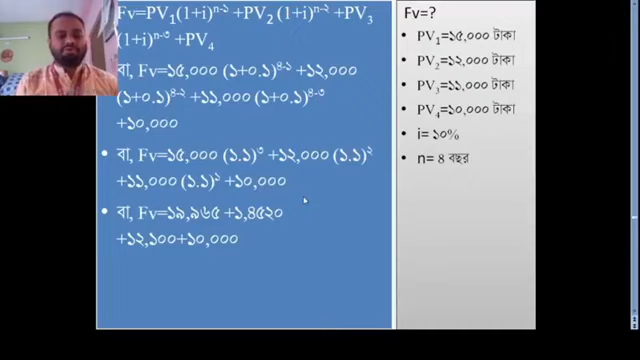 Fv=PV₁(1+i)ⁿ⁻¹ +PV₂ (1+i)ⁿ⁻² +PV₃
(1+i)ⁿ⁻৩ +PV₄
বা, Fv=১৫,০০০ (১+০.১)⁪⁴⁻¹ +১২,০০০
(১+০.১)⁴⁻² +১১,০০০ (১+০.১)⁴⁻³
+১০,০০০
• বা, Fv=১৫,০০০ (১.১)³ +১২,০০০ (১.১)²
+১১,০০০ (১.১)¹ +১০,০০০
• বা, Fv=১৯,৯৬৫ +১,৪৫২০
+১২,১০০+১০,০০০
Fv=?
• PV₁=১৫,০০০ টাকা
• PV₂=১২,০০০ টাকা
• PV₃=১১,০০০ টাকা
• PV₄=১০,০০০ টাকা
• i= ১০%
• n= ৪ বছর